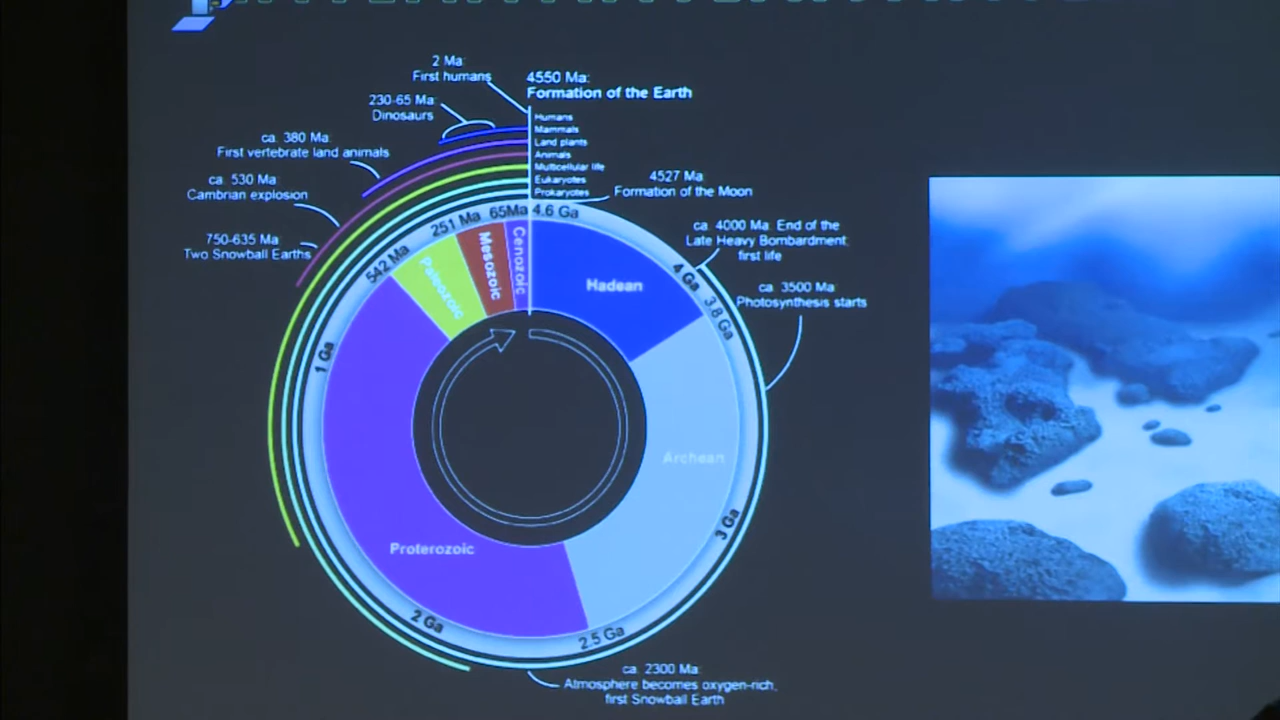 2 Ma:
First humans
4550 Ma:
Formation of the Earth
230-65 Ma:
Dinosaurs
Humans
Mammals
Land plants
Animals
Multicellular life
Eukaryotes
Prokaryotes
ca. 380 Ma:
First vertebrate land animals
ca. 530 Ma:
Cambrian explosion
750-635 Ma:
Two Snowball Earths
4527 Ma:
Formation of the Moon
ca. 4000 Ma: End of the
Late Heavy Bombardment;
first life
ca. 3500 Ma:
Photosynthesis starts
4.6 Ga
4 Ga
3.8 Ga
3 Ga
2.5 Ga
2 Ga
1 Ga
542 Ma
251 Ma
65 Ma
Hadean
Archean
Proterozoic
Paleozoic
Mesozoic
Cenozoic
ca. 2300 Ma:
Atmosphere becomes oxygen-rich;
first Snowball Earth